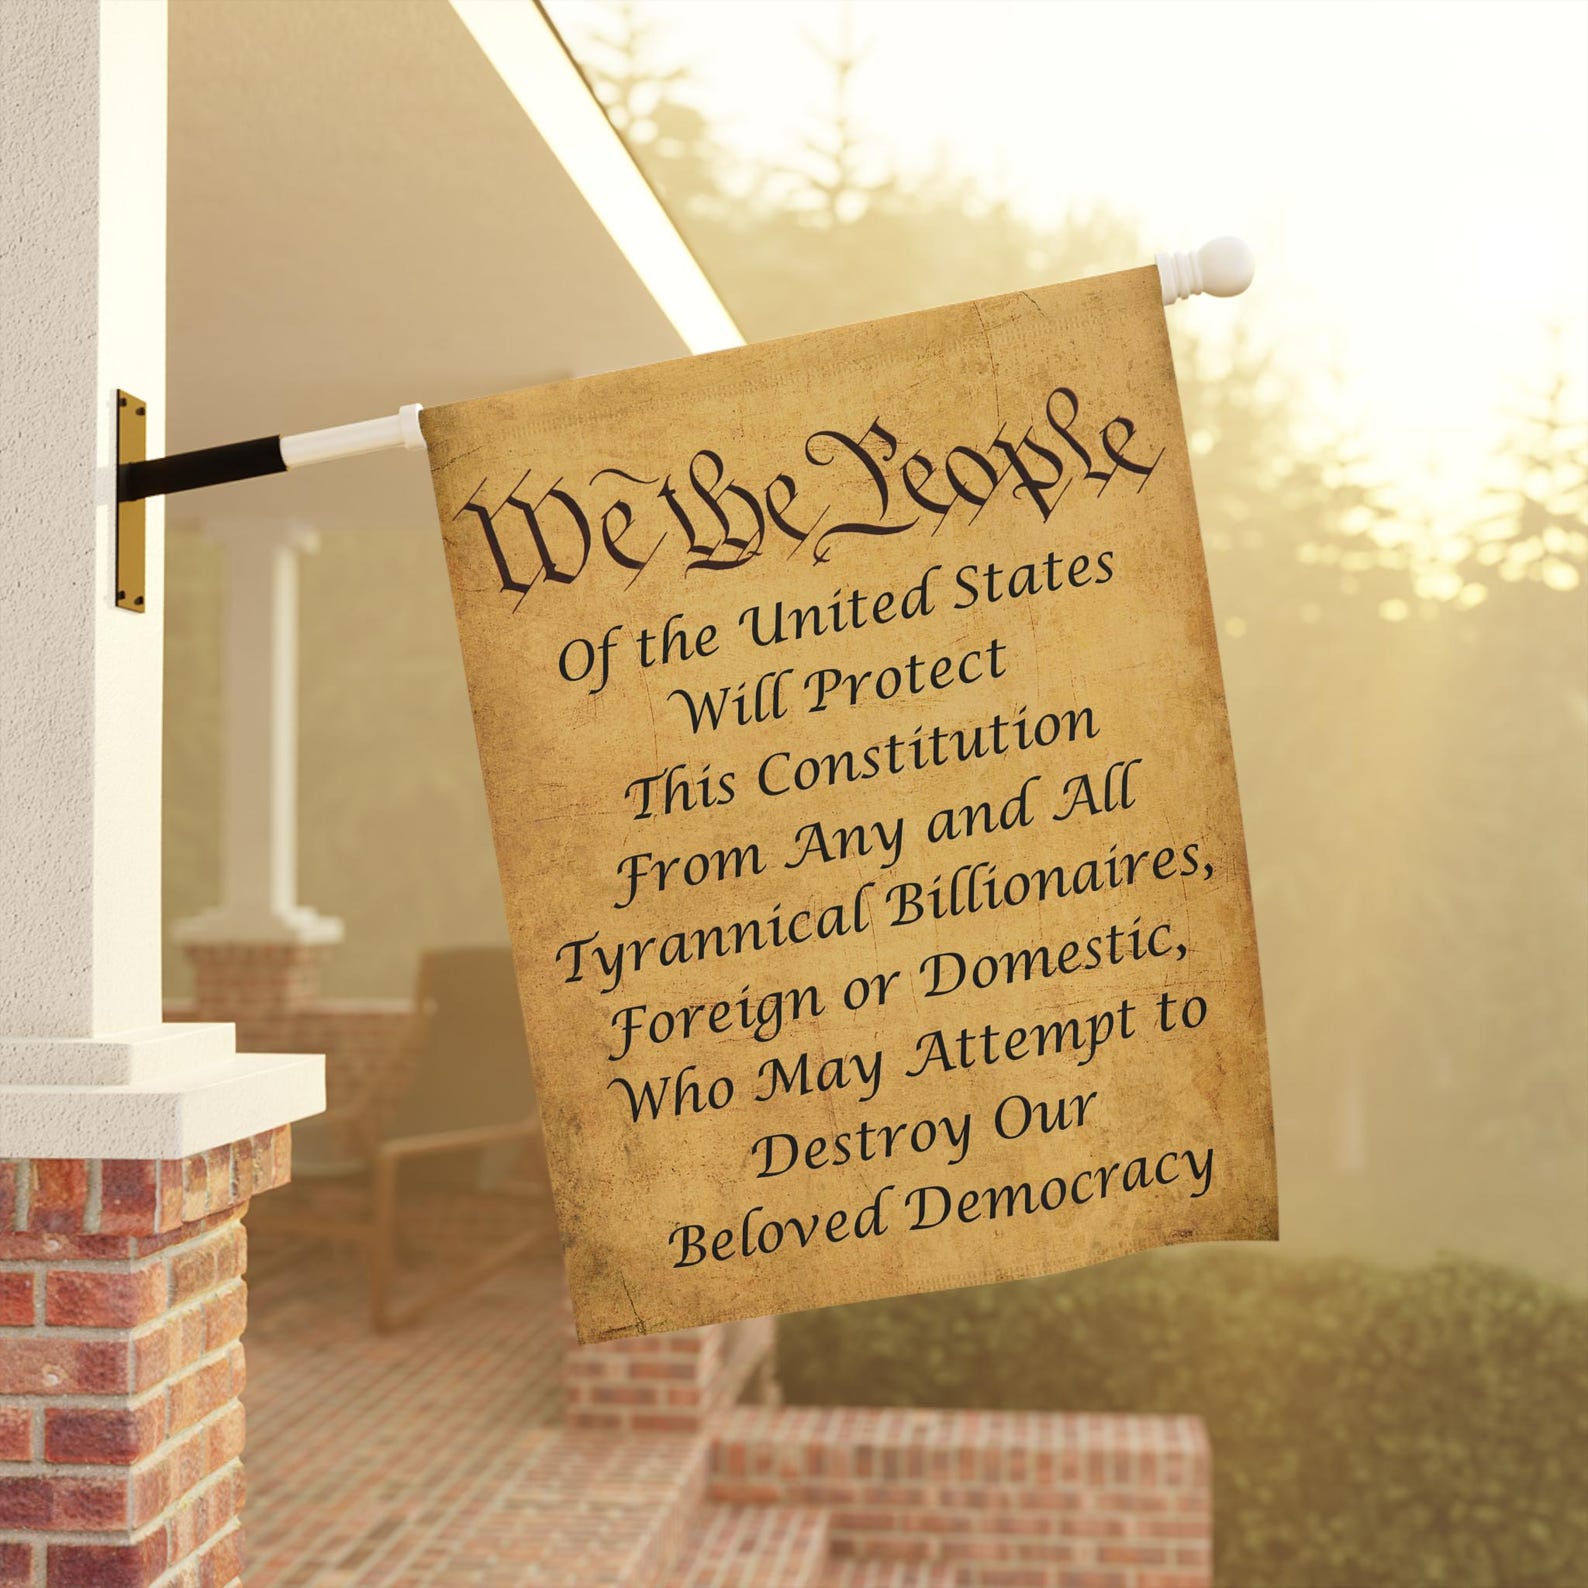 We the People
Of the United States
Will Protect
This Constitution
From Any and All
Tyrannical Billionaires,
Foreign or Domestic,
Who May Attempt to
Destroy Our
Beloved Democracy